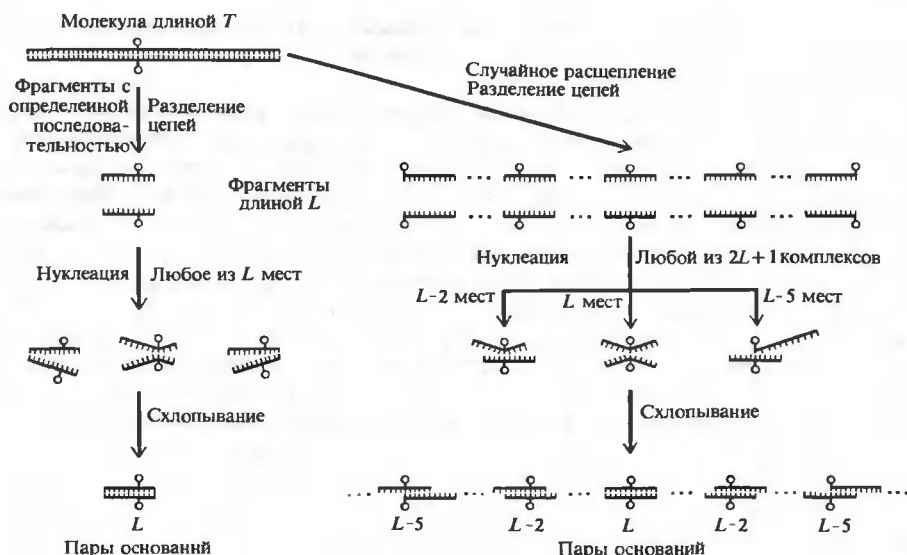 Молекула длиной T
Фрагменты с
определенной
последова-
тельностью
Разделение
цепей
Случайное расщепление
Разделение цепей
Фрагменты
длиной L
Нуклеация
Любое из L мест
Нуклеация
Любой из 2L+1 комплексов
L-2 мест
L мест
L-5 мест
Схлопывание
Схлопывание
L
Пары оснований
... L-5 ... L-2 ... L ... L-2 ... L-5 ...
Пары оснований